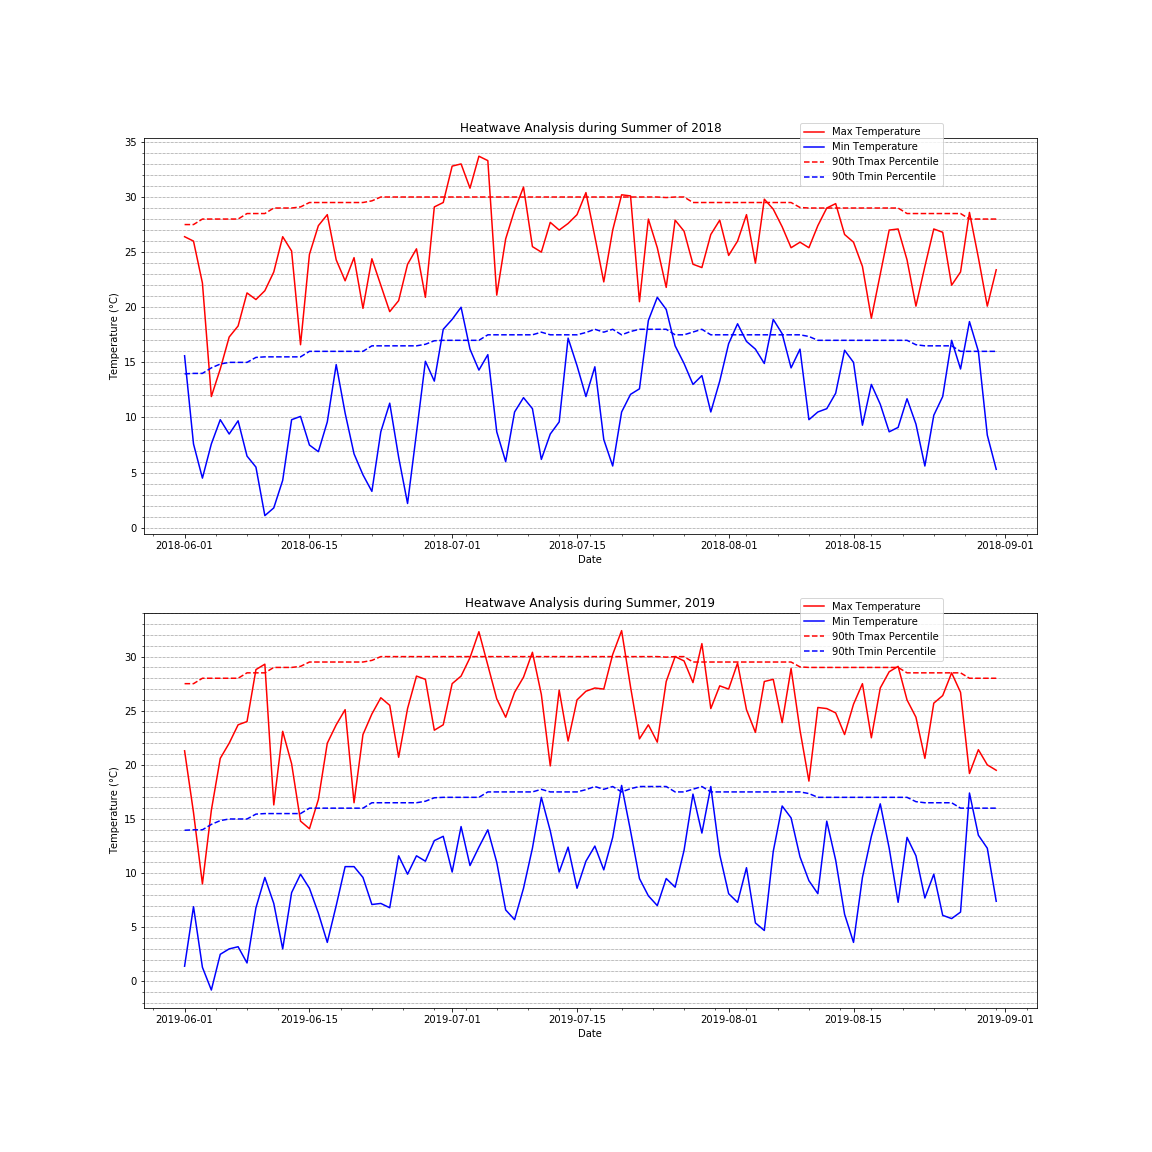 Heatwave Analysis during Summer of 2018
Max Temperature
Min Temperature
90th Tmax Percentile
90th Tmin Percentile
35
30
25
20
15
10
5
0
Temperature (°C)
2018-06-01 2018-06-15 2018-07-01 2018-07-15 2018-08-01 2018-08-15 2018-09-01
Date
Heatwave Analysis during Summer, 2019
Max Temperature
Min Temperature
90th Tmax Percentile
90th Tmin Percentile
30
25
20
15
10
5
0
Temperature (°C)
2019-06-01 2019-06-15 2019-07-01 2019-07-15 2019-08-01 2019-08-15 2019-09-01
Date